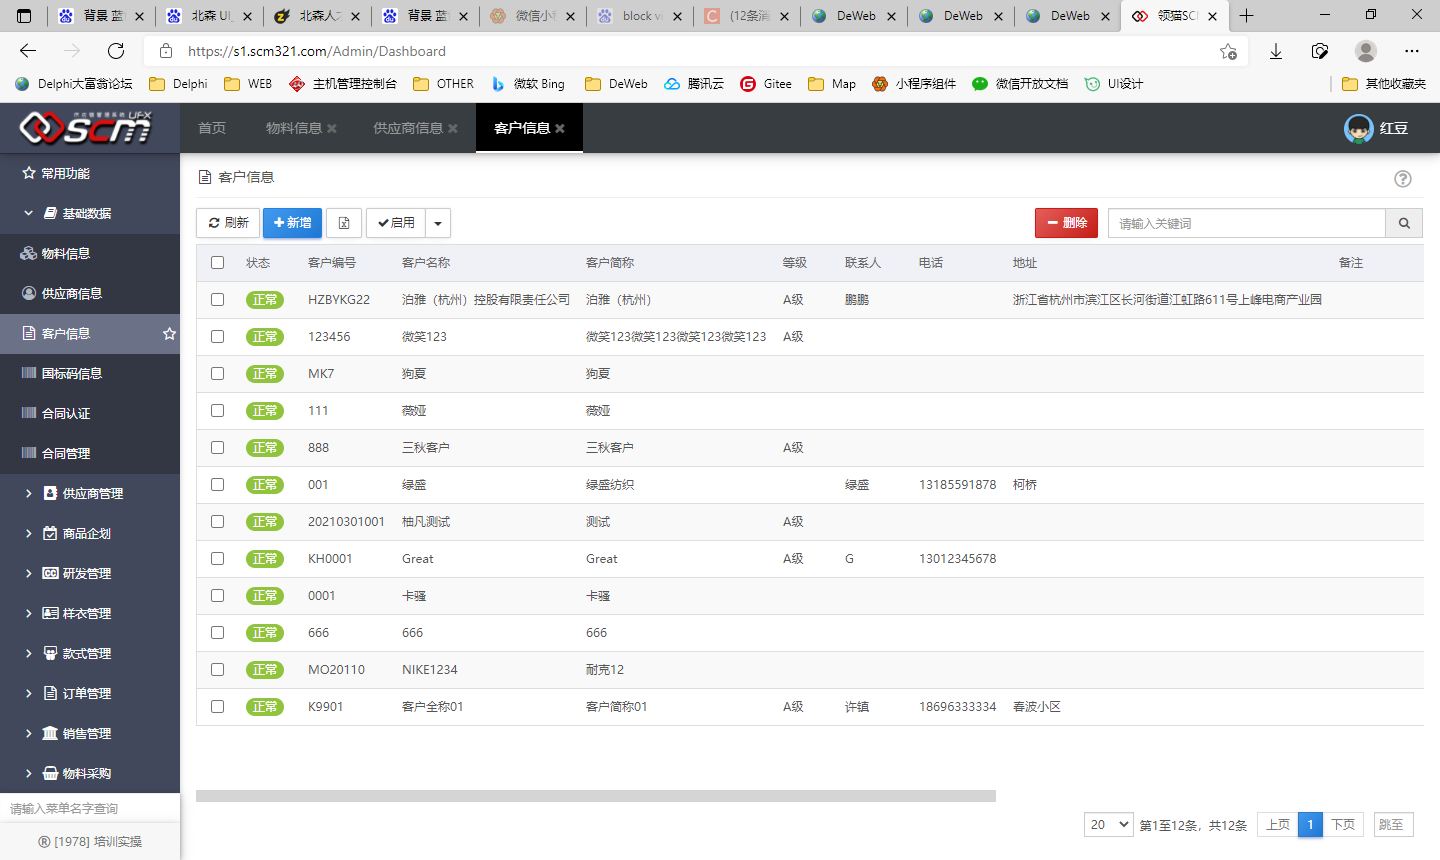 背景 蓝
北森 UI_
北森人才
背景 蓝
微信小程
block vi
(12条消
DeWeb
DeWeb
DeWeb
领猫SCI
https://s1.scm321.com/Admin/Dashboard
Delphi大富翁论坛
Delphi
WEB
主机管理控制台
OTHER
微软 Bing
DeWeb
腾讯云
Gitee
Map
小程序组件
微信开放文档
UI设计
其他收藏夹
供应链管理系统 UFX
scm
首页
物料信息
供应商信息
客户信息
红豆
常用功能
基础数据
物料信息
供应商信息
客户信息
国标码信息
合同认证
合同管理
供应商管理
商品企划
研发管理
样衣管理
款式管理
订单管理
销售管理
物料采购
请输入菜单名字查询
® [1978] 培训实操
客户信息
刷新
新增
启用
删除
请输入关键词
状态 客户编号 客户名称 客户简称 等级 联系人 电话 地址 备注
正常 HZBYKG22 泊雅（杭州）控股有限责任公司 泊雅（杭州） A级 鹏鹏 浙江省杭州市滨江区长河街道江虹路611号上峰电商产业园
正常 123456 微笑123 微笑123微笑123微笑123微笑123 A级
正常 MK7 狗夏 狗夏
正常 111 薇娅 薇娅
正常 888 三秋客户 三秋客户 A级
正常 001 绿盛 绿盛纺织 绿盛 13185591878 柯桥
正常 20210301001 柚凡测试 测试 A级
正常 KH0001 Great Great A级 G 13012345678
正常 0001 卡骚 卡骚
正常 666 666 666
正常 MO20110 NIKE1234 耐克12
正常 K9901 客户全称01 客户简称01 A级 许镇 18696333334 春波小区
20
第1至12条，共12条
上页
1
下页
跳至